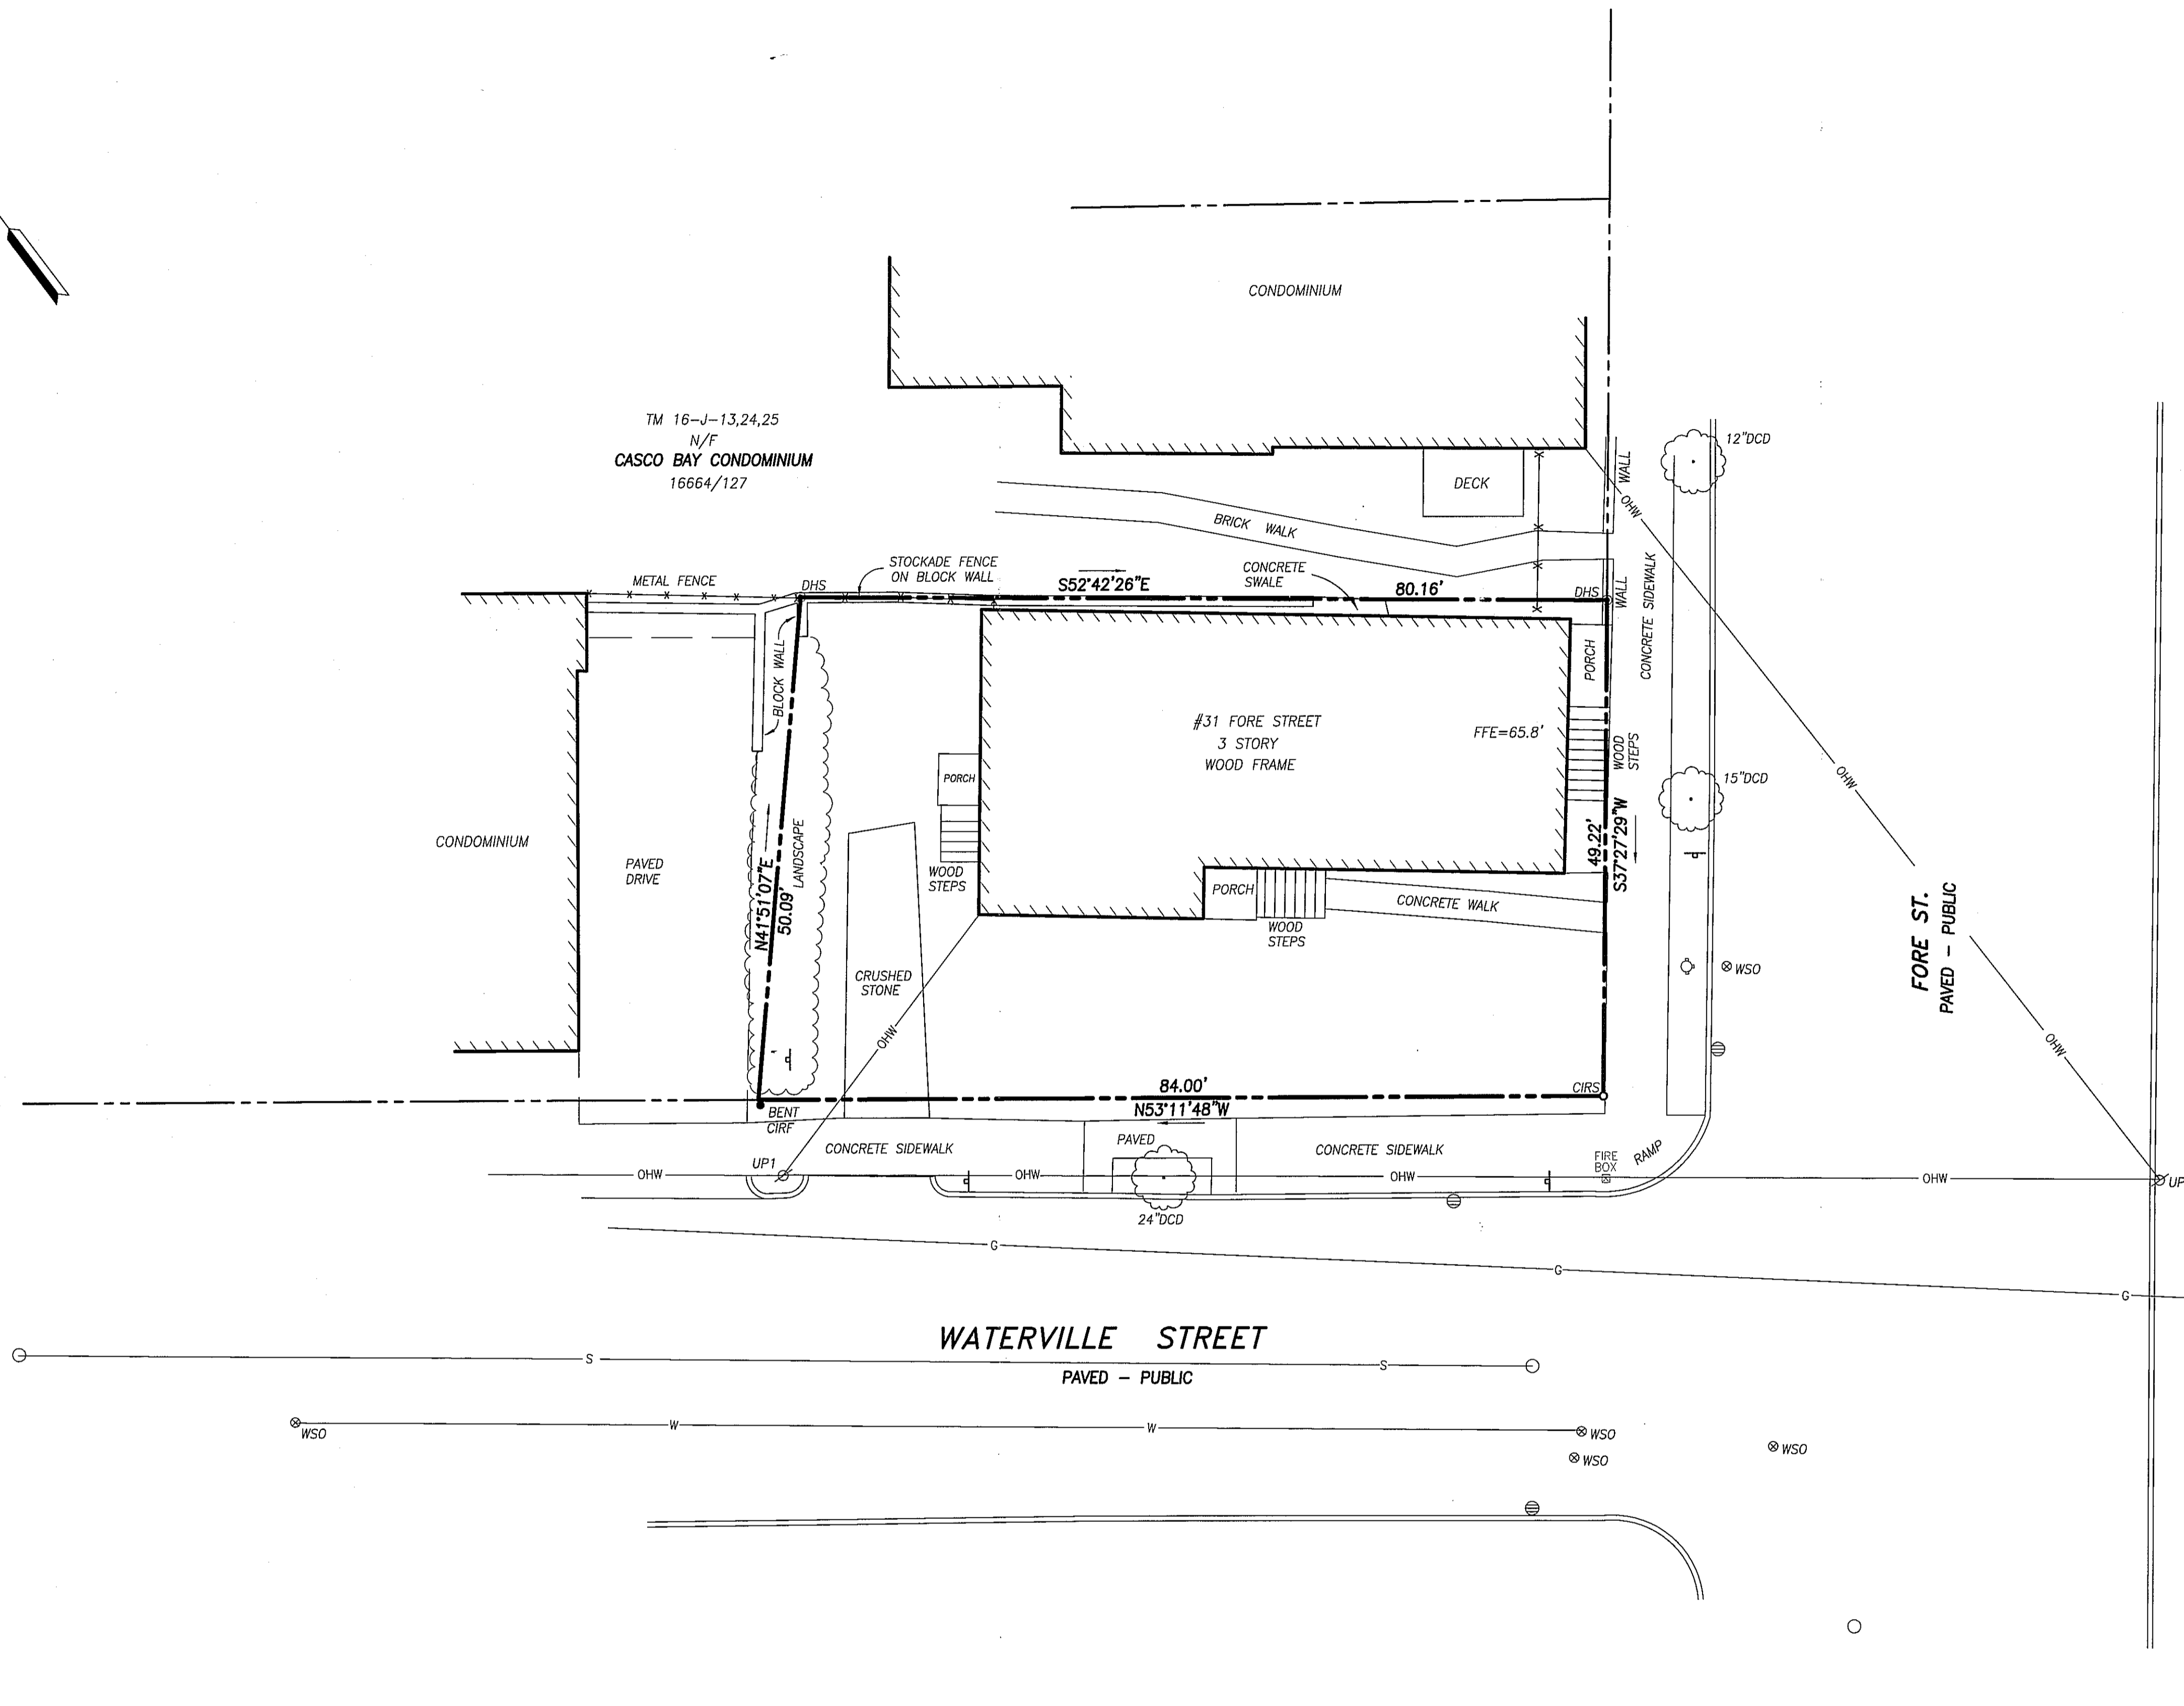 CONDOMINIUM
TM 16-J-13,24,25
N/F
CASCO BAY CONDOMINIUM
16664/127
12"DCD
WALL
DECK
OHW
BRICK WALK
STOCKADE FENCE
ON BLOCK WALL
METAL FENCE
DHS
S52°42'26"E
CONCRETE
SWALE
80.16'
DHS
WALL
CONCRETE SIDEWALK
BLOCK WALL
PORCH
#31 FORE STREET
3 STORY
WOOD FRAME
FFE=65.8'
WOOD
STEPS
15"DCD
OHW
PORCH
CONDOMINIUM
PAVED
DRIVE
LANDSCAPE
N41°51'07"E
50.09'
WOOD
STEPS
49.22'
S37°27'29"W
PORCH
CONCRETE WALK
WOOD
STEPS
FORE ST.
PAVED - PUBLIC
CRUSHED
STONE
WSO
OHW
OHW
84.00'
N53°11'48"W
CIRS
BENT
CIRF
CONCRETE SIDEWALK
PAVED
CONCRETE SIDEWALK
RAMP
FIRE
BOX
UP1
OHW
OHW
OHW
OHW
UP
24"DCD
G
G
G
WATERVILLE STREET
S
S
PAVED - PUBLIC
W
W
WSO
WSO
WSO
WSO